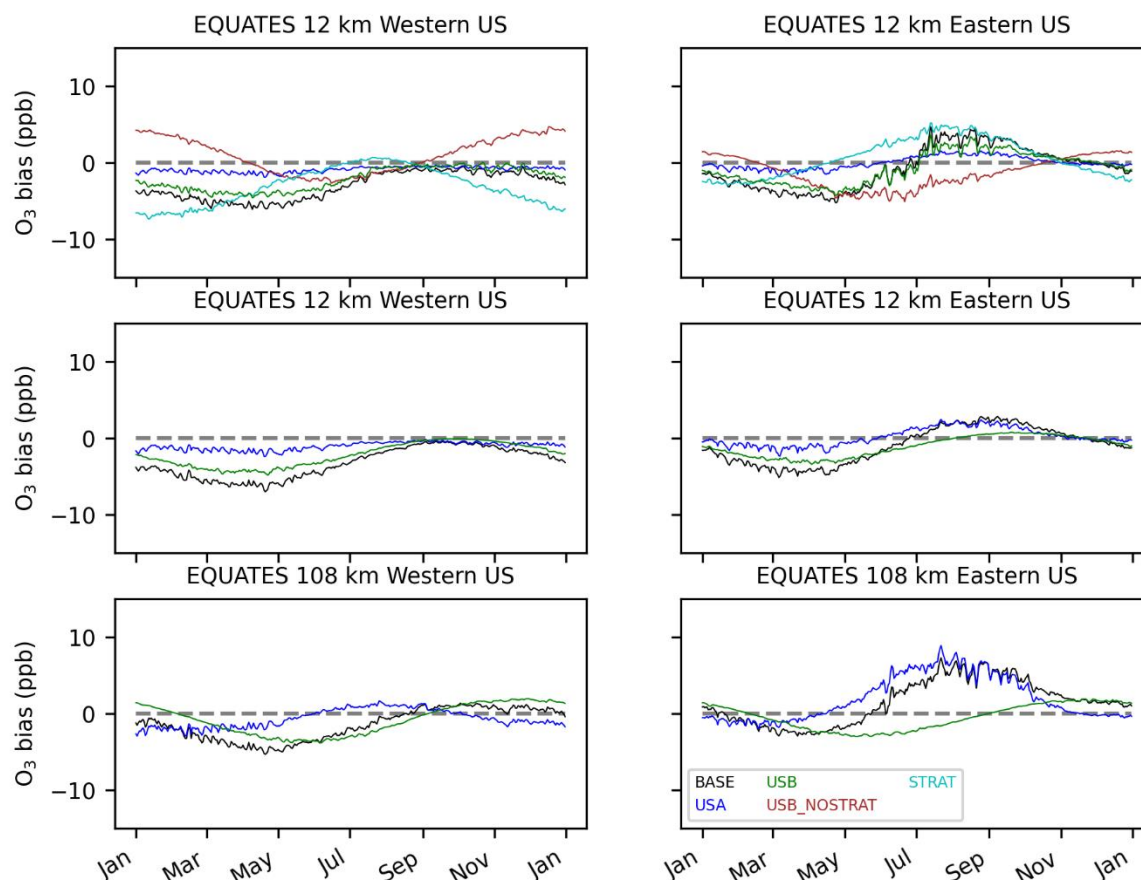 EQUATES 12 km Western US
EQUATES 12 km Eastern US
O₃ bias (ppb)
10
0
−10
EQUATES 12 km Western US
EQUATES 12 km Eastern US
O₃ bias (ppb)
10
0
−10
EQUATES 108 km Western US
EQUATES 108 km Eastern US
O₃ bias (ppb)
10
0
−10
BASE USB STRAT
USA USB_NOSTRAT
Jan Mar May Jul Sep Nov Jan
Jan Mar May Jul Sep Nov Jan